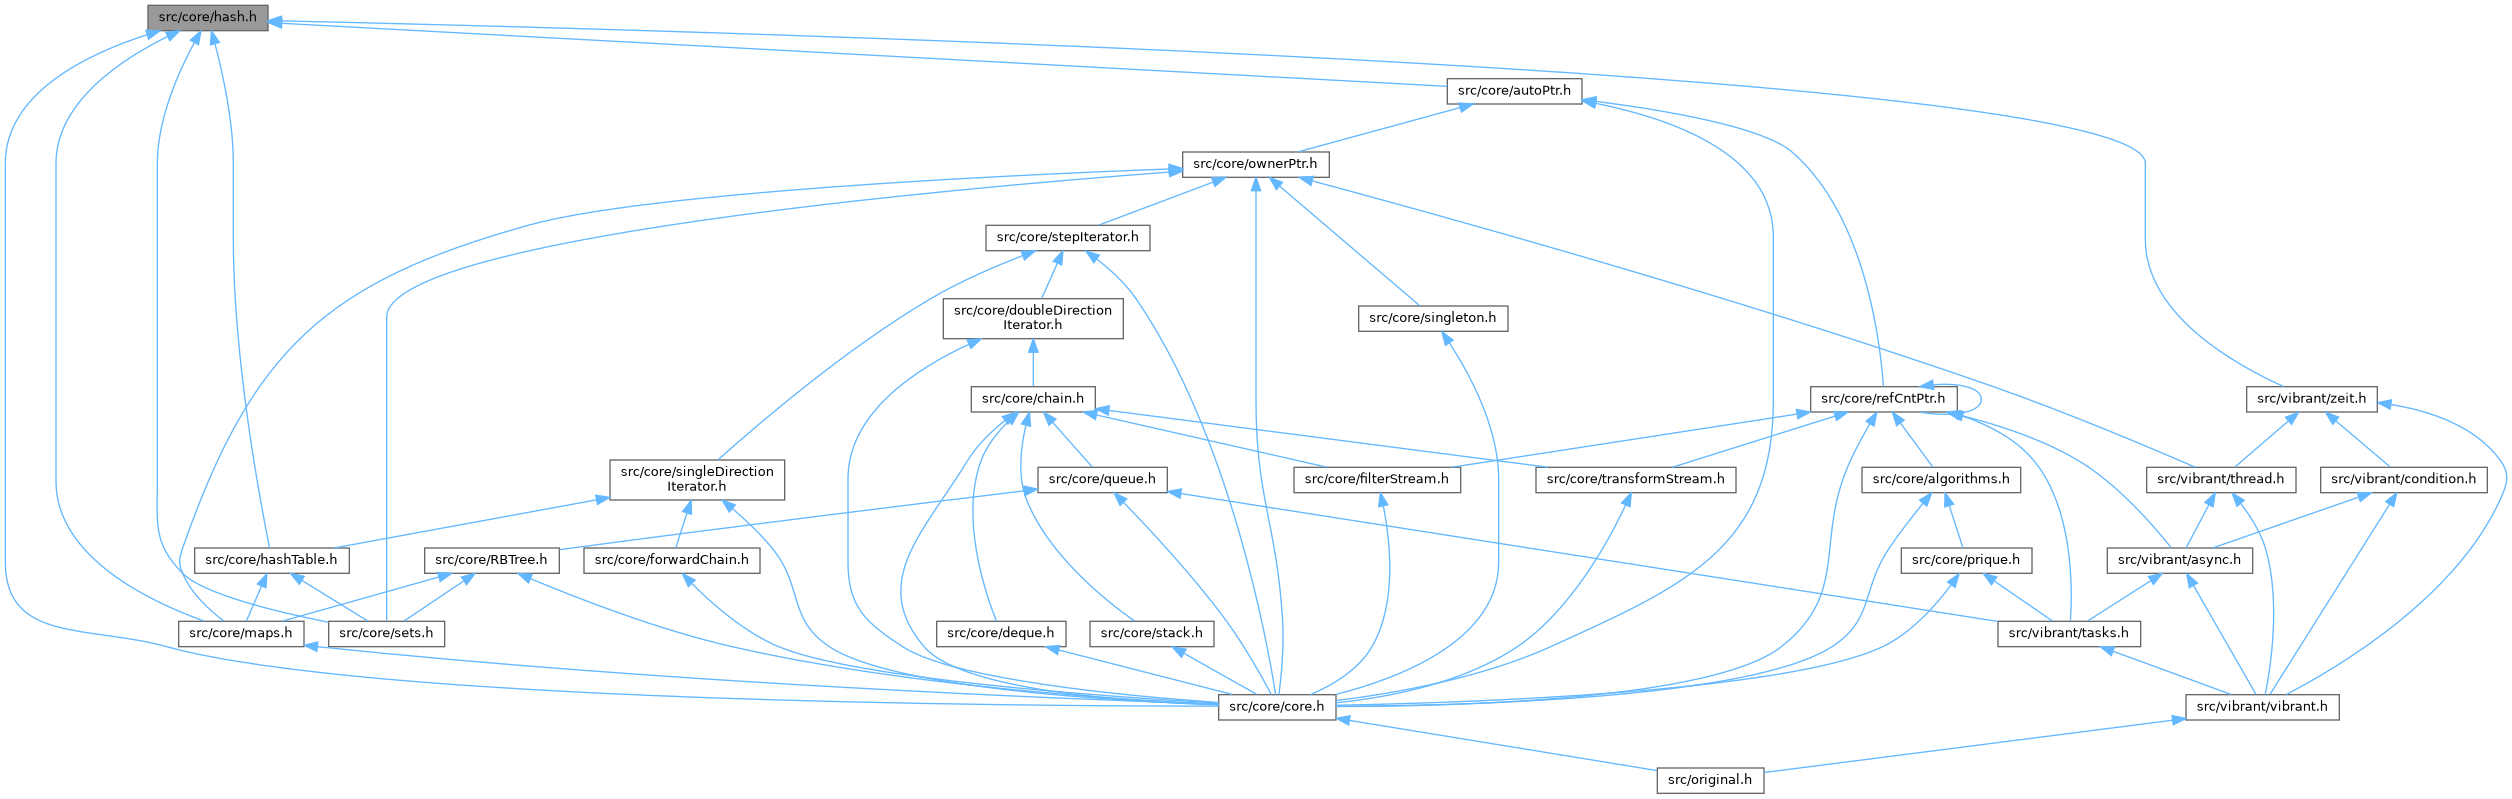 src/core/hash.h
src/core/autoPtr.h
src/core/ownerPtr.h
src/core/stepIterator.h
src/core/doubleDirection
Iterator.h
src/core/singleton.h
src/core/chain.h
src/core/refCntPtr.h
src/vibrant/zeit.h
src/core/singleDirection
Iterator.h
src/core/queue.h
src/core/filterStream.h
src/core/transformStream.h
src/core/algorithms.h
src/vibrant/thread.h
src/vibrant/condition.h
src/core/hashTable.h
src/core/RBTree.h
src/core/forwardChain.h
src/core/prique.h
src/vibrant/async.h
src/core/maps.h
src/core/sets.h
src/core/deque.h
src/core/stack.h
src/vibrant/tasks.h
src/core/core.h
src/vibrant/vibrant.h
src/original.h